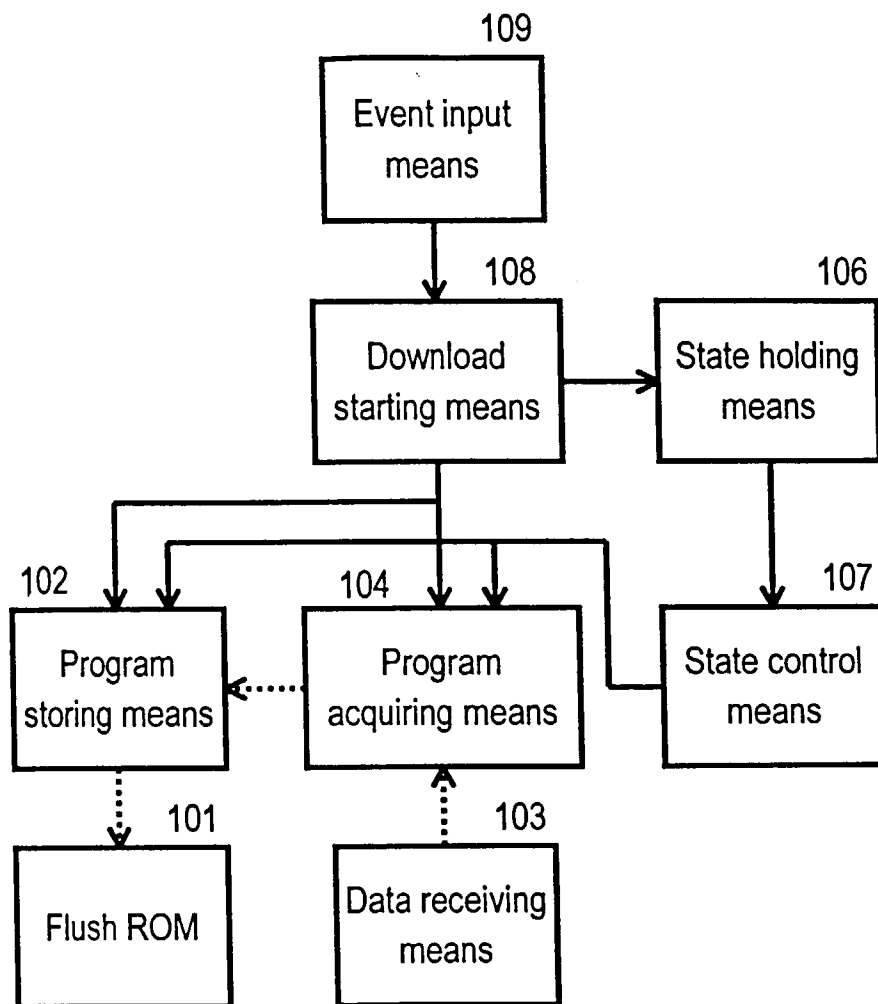 109
Event input
means
108
Download
starting means
106
State holding
means
102
Program
storing means
104
Program
acquiring means
107
State control
means
101
Flush ROM
103
Data receiving
means